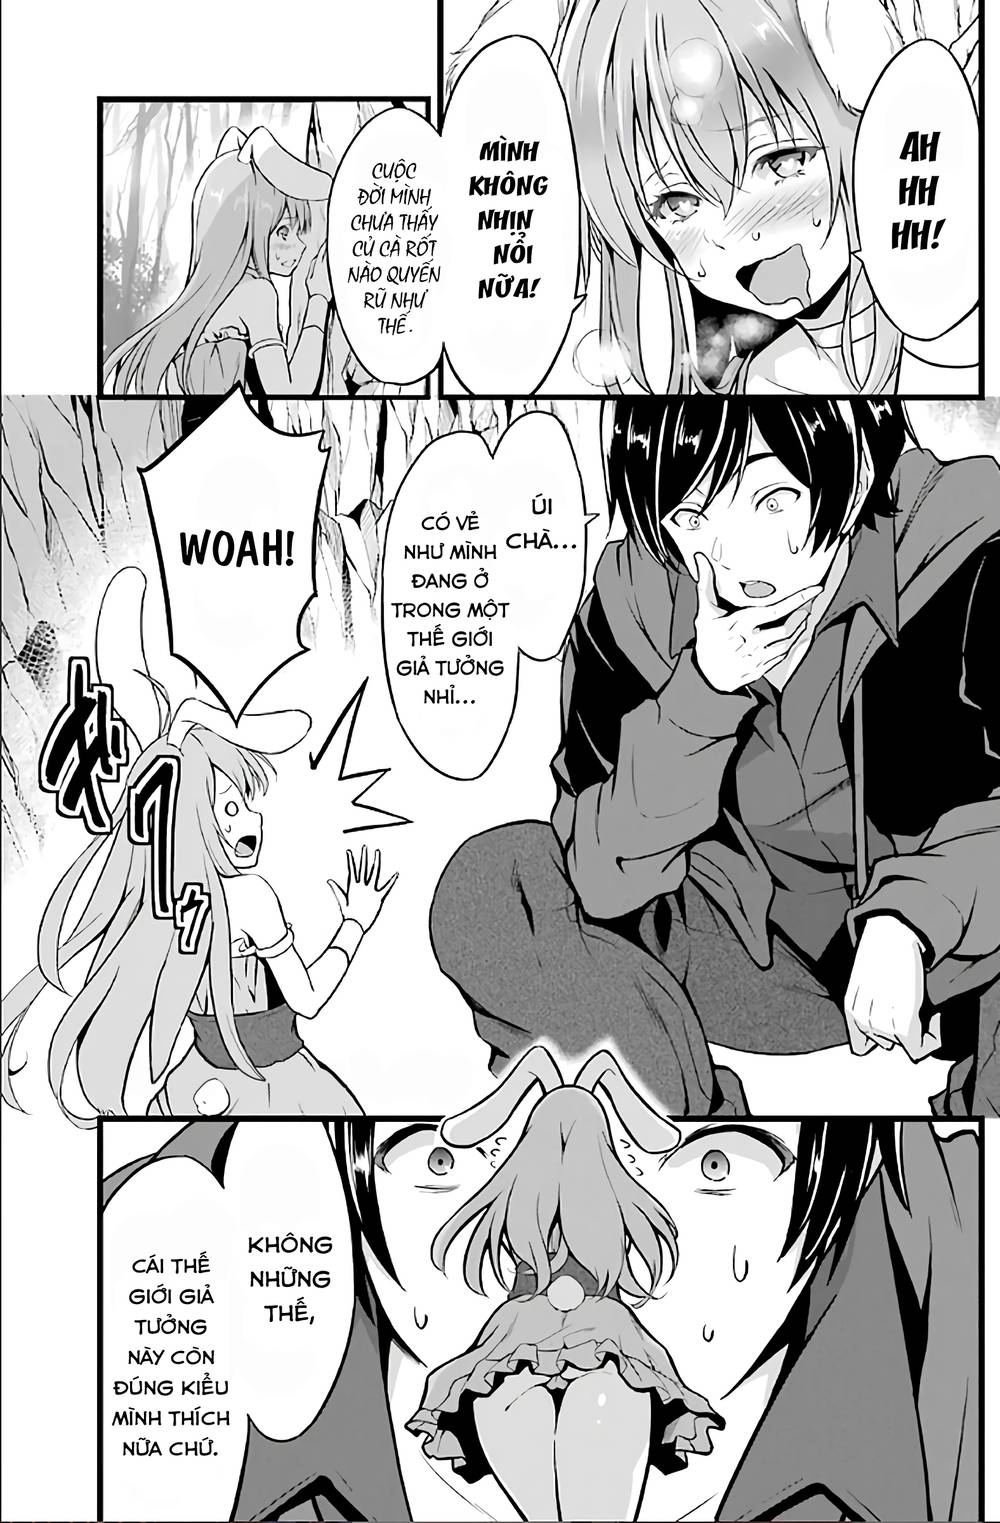 AH
HH
HH!
MÌNH
KHÔNG
NHỊN
NỔI
NỮA!
CUỘC
ĐỜI MÌNH
CHƯA THẤY
CỦ CÀ RỐT
NÀO QUYẾN
RŨ NHƯ
THẾ.
ÚI
CHÀ...
CÓ VẺ
NHƯ MÌNH
ĐANG Ở
TRONG MỘT
THẾ GIỚI
GIẢ TƯỞNG
NHỈ...
WOAH!
KHÔNG
NHỮNG
THẾ,
CÁI THẾ
GIỚI GIẢ
TƯỞNG
NÀY CÒN
ĐÚNG KIỂU
MÌNH THÍCH
NỮA CHỨ.